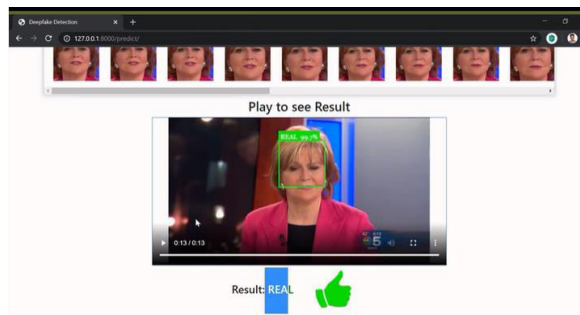 Deepfake Detection
127.0.0.1:8000/predict/
Play to see Result
REAL 99.7%
5
0:13 / 0:13
Result: REAL